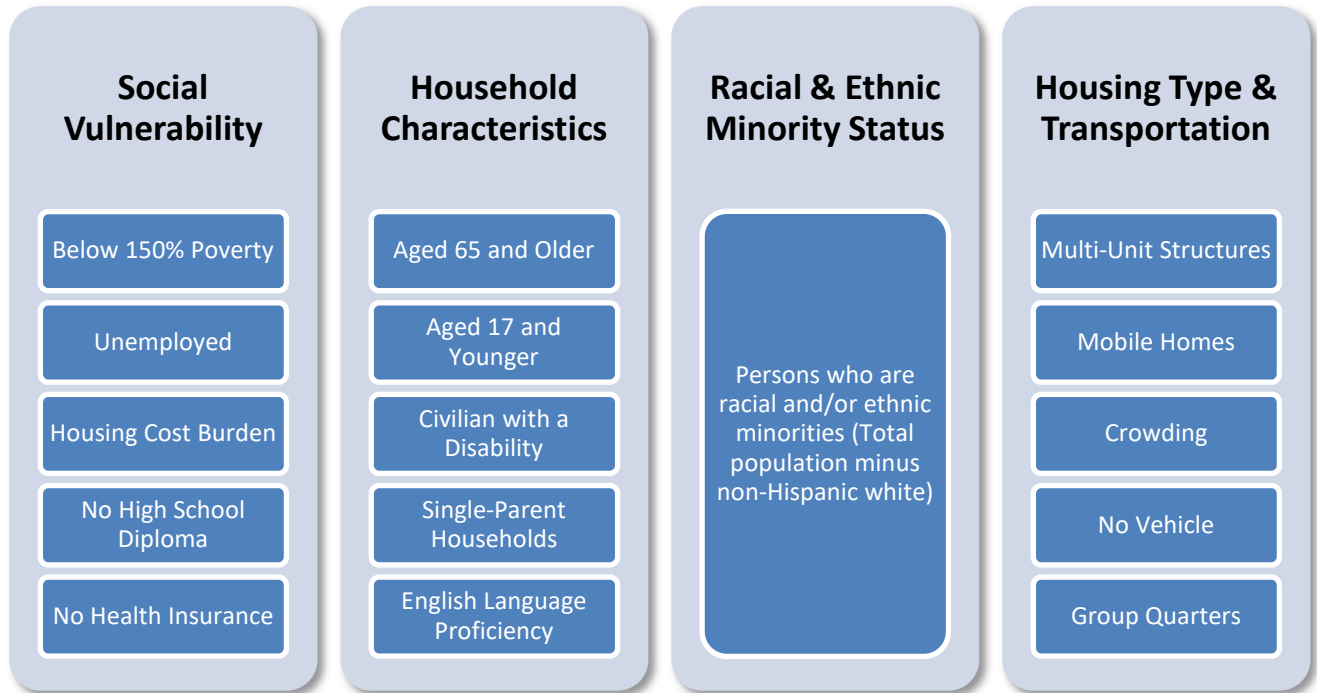 Social
Vulnerability
Below 150% Poverty
Unemployed
Housing Cost Burden
No High School
Diploma
No Health Insurance
Household
Characteristics
Aged 65 and Older
Aged 17 and
Younger
Civilian with a
Disability
Single-Parent
Households
English Language
Proficiency
Racial & Ethnic
Minority Status
Persons who are
racial and/or ethnic
minorities (Total
population minus
non-Hispanic white)
Housing Type &
Transportation
Multi-Unit Structures
Mobile Homes
Crowding
No Vehicle
Group Quarters